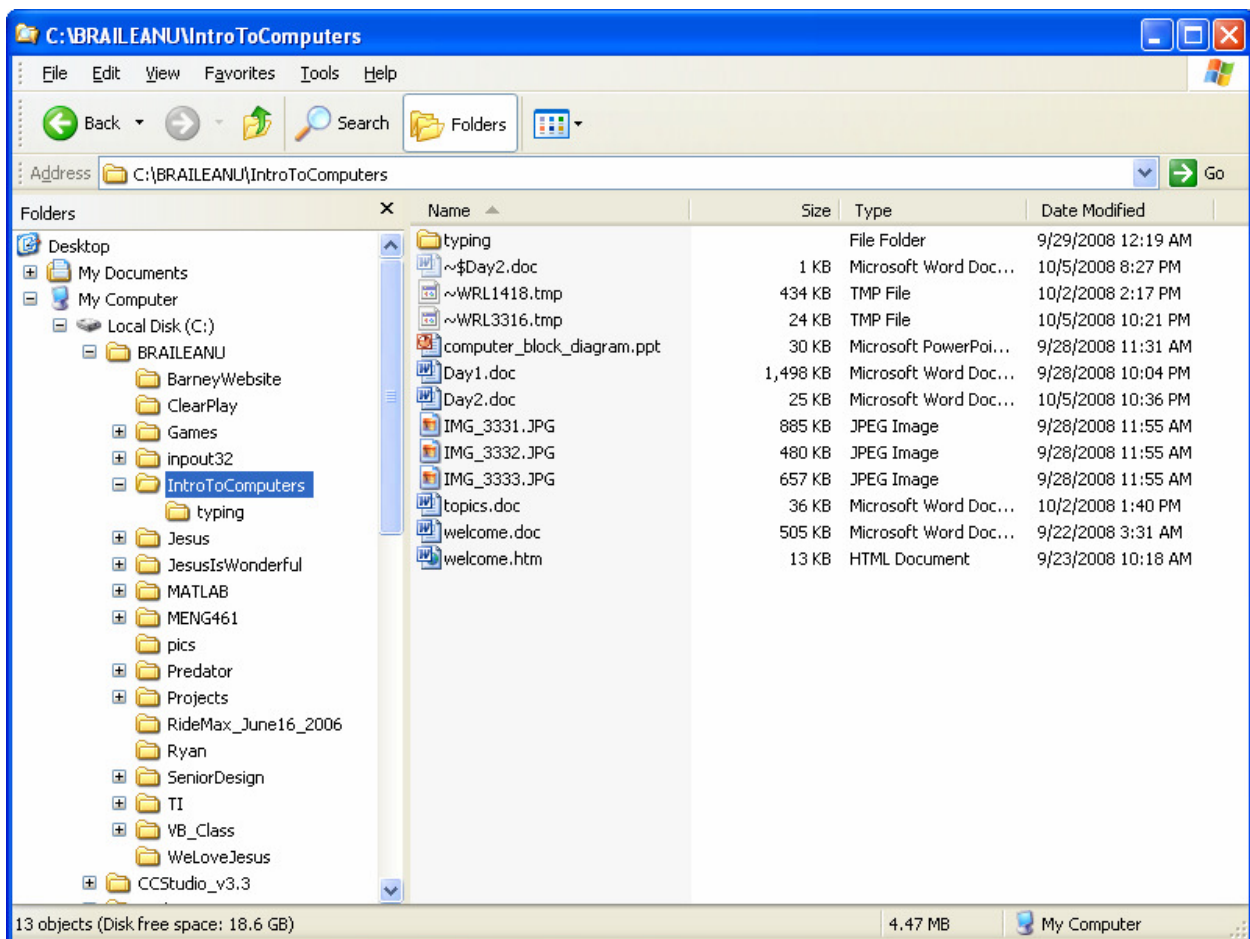 C:\BRAILEANU\IntroToComputers
File Edit View Favorites Tools Help
Back Search Folders
Address C:\BRAILEANU\IntroToComputers Go
Folders
Desktop
My Documents
My Computer
Local Disk (C:)
BRAILEANU
BarneyWebsite
ClearPlay
Games
inpout32
IntroToComputers
typing
Jesus
JesusIsWonderful
MATLAB
MENG461
pics
Predator
Projects
RideMax_June16_2006
Ryan
SeniorDesign
TI
VB_Class
WeLoveJesus
CCStudio_v3.3
Name Size Type Date Modified
typing File Folder 9/29/2008 12:19 AM
~$Day2.doc 1 KB Microsoft Word Doc... 10/5/2008 8:27 PM
~WRL1418.tmp 434 KB TMP File 10/2/2008 2:17 PM
~WRL3316.tmp 24 KB TMP File 10/5/2008 10:21 PM
computer_block_diagram.ppt 30 KB Microsoft PowerPoi... 9/28/2008 11:31 AM
Day1.doc 1,498 KB Microsoft Word Doc... 9/28/2008 10:04 PM
Day2.doc 25 KB Microsoft Word Doc... 10/5/2008 10:36 PM
IMG_3331.JPG 885 KB JPEG Image 9/28/2008 11:55 AM
IMG_3332.JPG 480 KB JPEG Image 9/28/2008 11:55 AM
IMG_3333.JPG 657 KB JPEG Image 9/28/2008 11:55 AM
topics.doc 36 KB Microsoft Word Doc... 10/2/2008 1:40 PM
welcome.doc 505 KB Microsoft Word Doc... 9/22/2008 3:31 AM
welcome.htm 13 KB HTML Document 9/23/2008 10:18 AM
13 objects (Disk free space: 18.6 GB) 4.47 MB My Computer